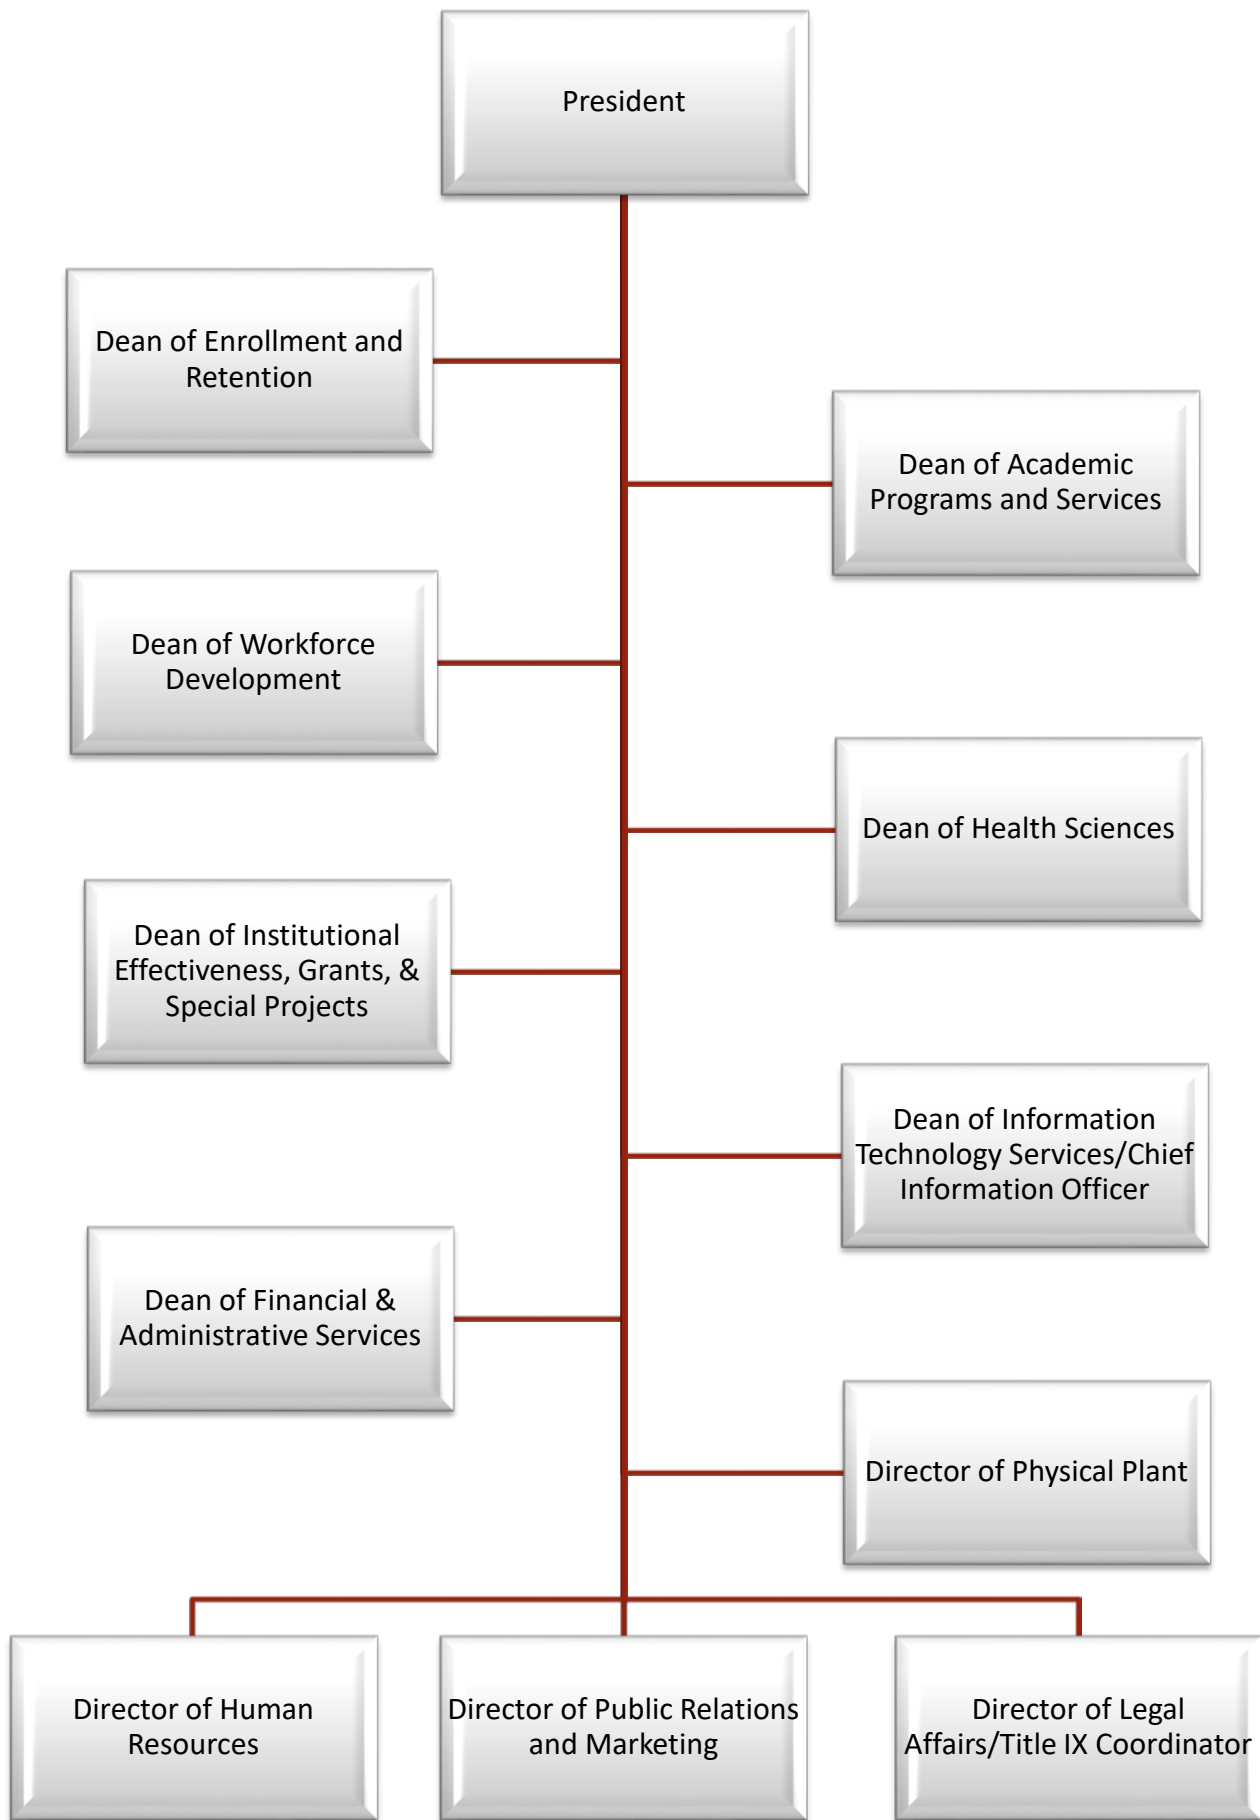 President
Dean of Enrollment and
Retention
Dean of Academic
Programs and Services
Dean of Workforce
Development
Dean of Health Sciences
Dean of Institutional
Effectiveness, Grants, &
Special Projects
Dean of Information
Technology Services/Chief
Information Officer
Dean of Financial &
Administrative Services
Director of Physical Plant
Director of Human
Resources
Director of Public Relations
and Marketing
Director of Legal
Affairs/Title IX Coordinator